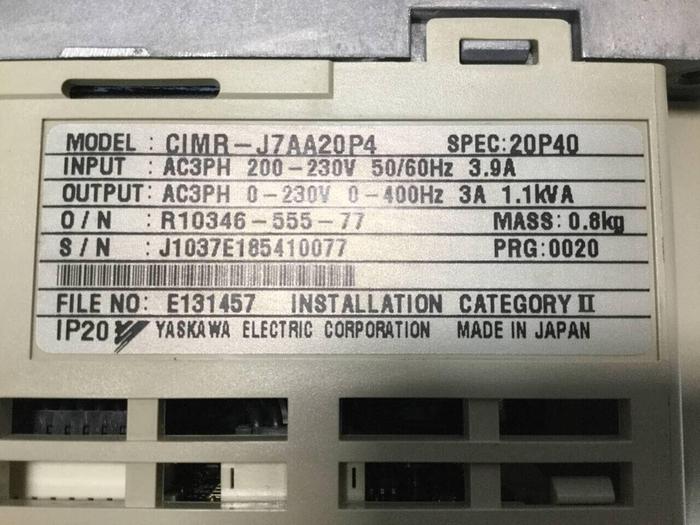 MODEL : CIMR-J7AA20P4 SPEC:20P40
INPUT : AC3PH 200-230V 50/60Hz 3.9A
OUTPUT: AC3PH 0-230V 0-400Hz 3A 1.1kVA
O/N : R10346-555-77 MASS: 0.8kg
S/N : J1037E185410077 PRG:0020
FILE NO: E131457 INSTALLATION CATEGORY II
IP20 YASKAWA ELECTRIC CORPORATION MADE IN JAPAN